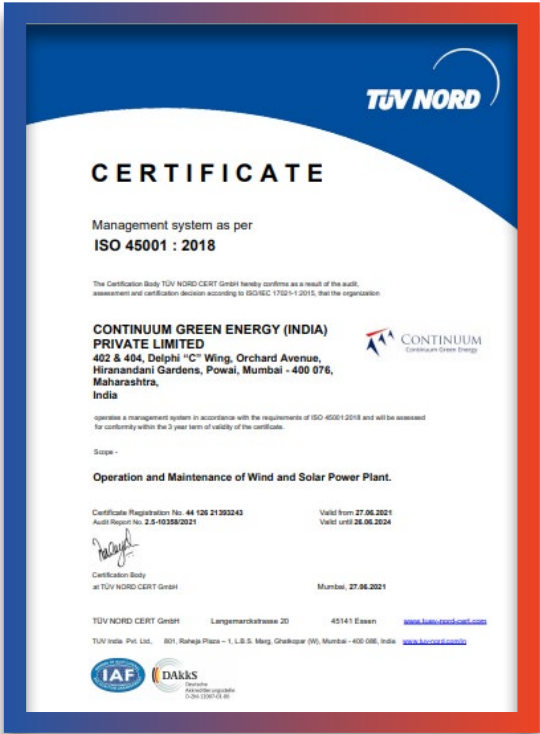 TÜV NORD
CERTIFICATE
Management system as per
ISO 45001 : 2018
The Certification Body TÜV NORD CERT GmbH hereby confirms as a result of the audit,
assessment and certification decision according to ISO/IEC 17021-1:2015, that the organization
CONTINUUM GREEN ENERGY (INDIA)
PRIVATE LIMITED
402 & 404, Delphi “C” Wing, Orchard Avenue,
Hiranandani Gardens, Powai, Mumbai - 400 076,
Maharashtra,
India
CONTINUUM
Continuum Green Energy
operates a management system in accordance with the requirements of ISO 45001:2018 and will be assessed
for conformity within the 3 year term of validity of the certificate.
Scope -
Operation and Maintenance of Wind and Solar Power Plant.
Certificate Registration No. 44 126 21393243 Valid from 27.06.2021
Audit Report No. 2.5-10358/2021 Valid until 26.06.2024
Certification Body
at TÜV NORD CERT GmbH Mumbai, 27.06.2021
TÜV NORD CERT GmbH Langemarckstrasse 20 45141 Essen www.tuev-nord-cert.com
TUV India Pvt. Ltd., 801, Raheja Plaza – 1, L.B.S. Marg, Ghatkopar (W), Mumbai - 400 086, India www.tuv-nord.com/in
IAF
DAkkS
Deutsche
Akkreditierungsstelle